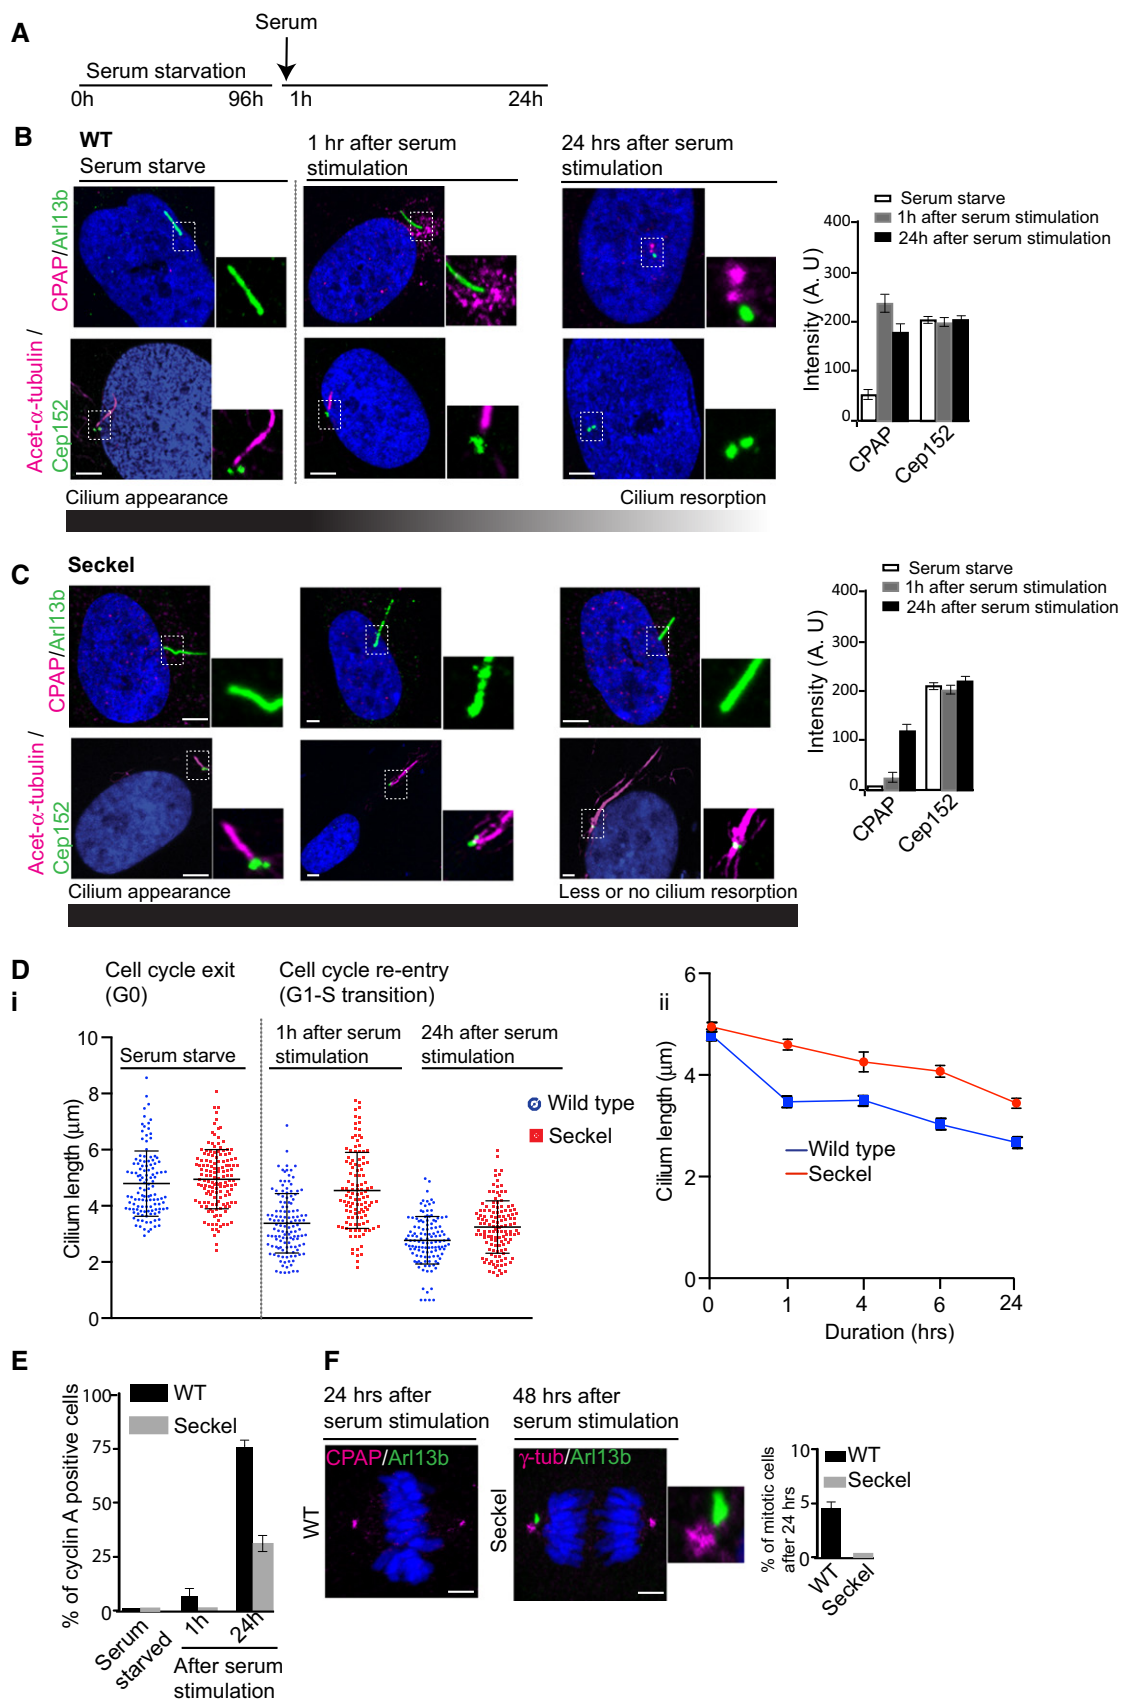 A
Serum
Serum starvation
0h 96h 1h 24h
B
WT
Serum starve
1 hr after serum
stimulation
24 hrs after serum
stimulation
CPAP/Arl13b
Acet-α-tubulin /
Cep152
Serum starve
1h after serum stimulation
24h after serum stimulation
Intensity (A. U)
400
300
200
100
0
CPAP
Cep152
Cilium appearance
Cilium resorption
C
Seckel
CPAP/Arl13b
Acet-α-tubulin /
Cep152
Serum starve
1h after serum stimulation
24h after serum stimulation
Intensity (A. U)
400
300
200
100
0
CPAP
Cep152
Cilium appearance
Less or no cilium resorption
D
i
Cell cycle exit
(G0)
Cell cycle re-entry
(G1-S transition)
Serum starve
1h after serum
stimulation
24h after serum
stimulation
Cilium length (μm)
10
8
6
4
2
0
Wild type
Seckel
ii
Cilium length (μm)
6
4
2
0
Wild type
Seckel
0 1 4 6 24
Duration (hrs)
E
% of cyclin A positive cells
100
75
50
25
0
WT
Seckel
Serum
starved
1h
24h
After serum
stimulation
F
24 hrs after
serum stimulation
48 hrs after
serum stimulation
WT
CPAP/Arl13b
Seckel
γ-tub/Arl13b
% of mitotic cells
after 24 hrs
10
5
0
WT
Seckel
WT
Seckel